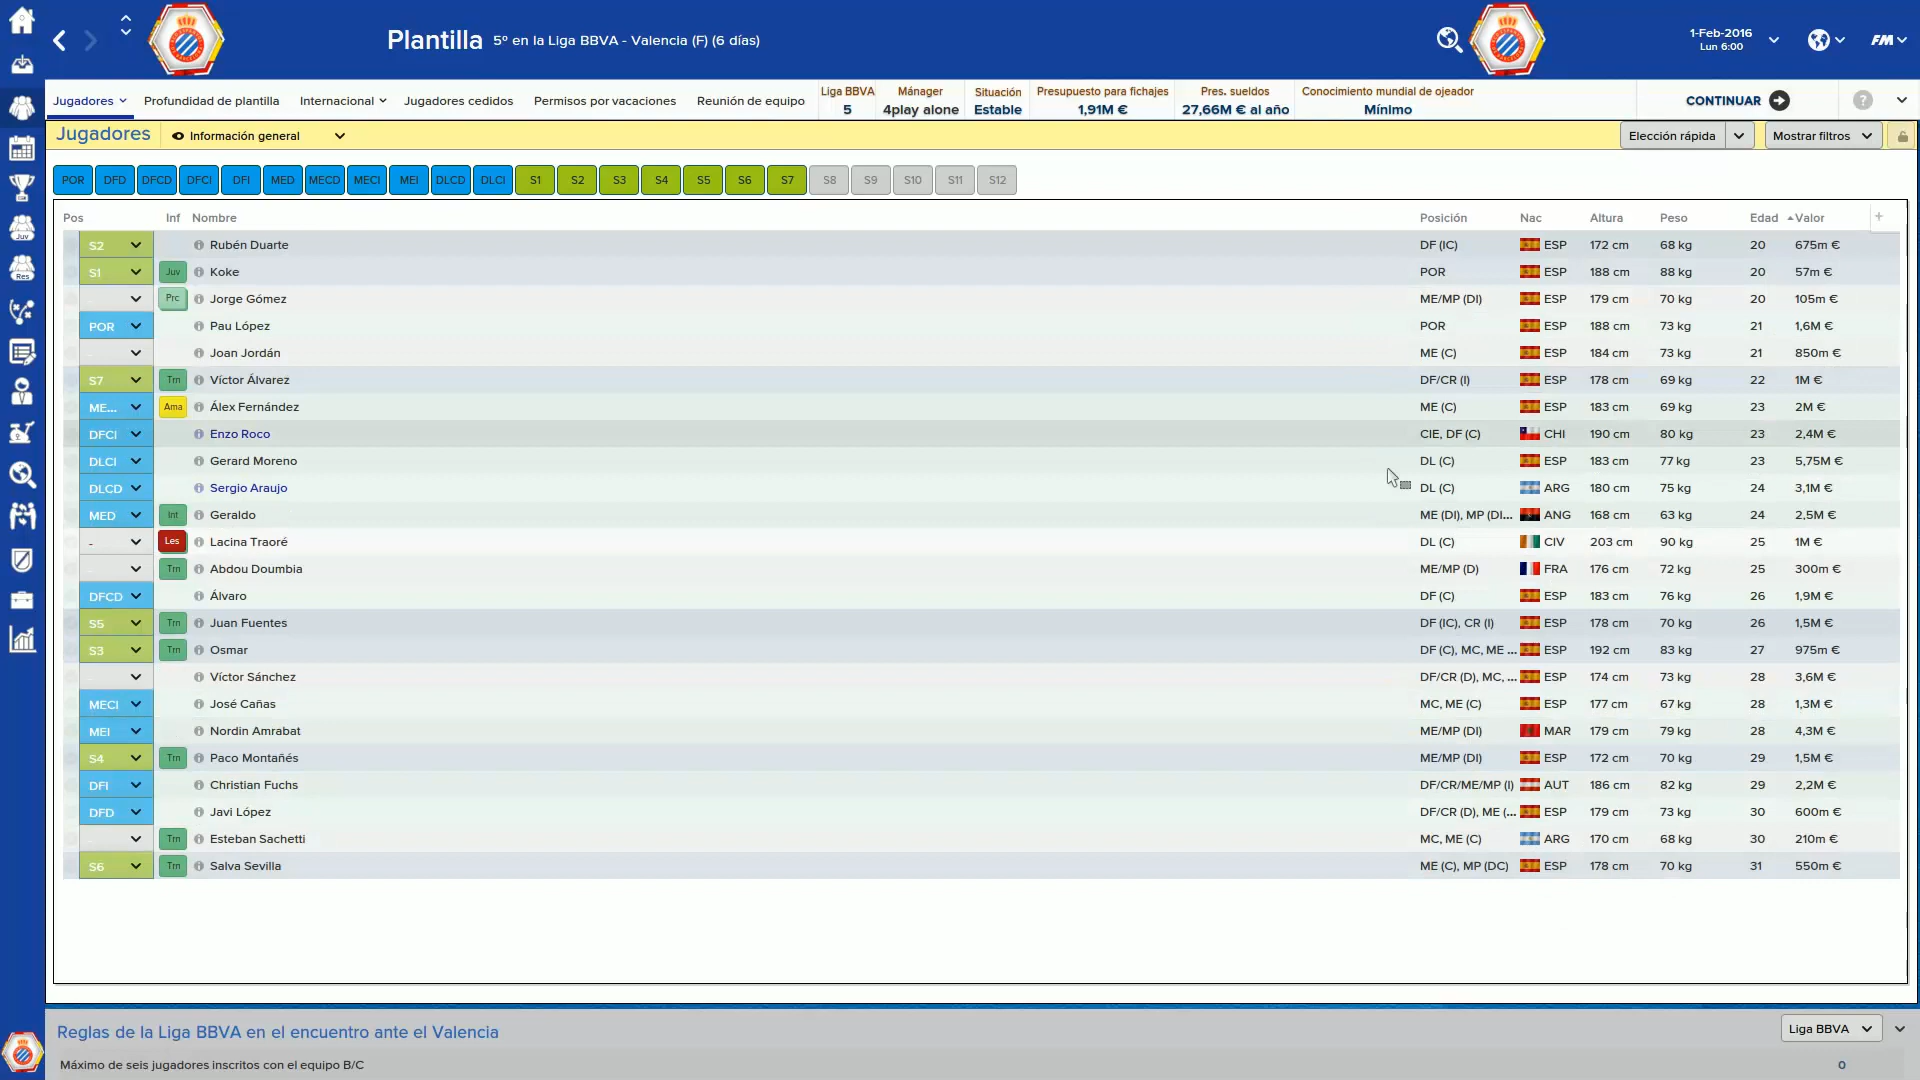 Plantilla 5º en la Liga BBVA - Valencia (F) (6 días)
1-Feb-2016
Lun 6:00
FM
Jugadores Profundidad de plantilla Internacional Jugadores cedidos Permisos por vacaciones Reunión de equipo
Liga BBVA Mánager Situación Presupuesto para fichajes Pres. sueldos Conocimiento mundial de ojeador
5 4play alone Estable 1,91M € 27,66M € al año Mínimo
CONTINUAR
?
Jugadores Información general Elección rápida Mostrar filtros
POR DFD DFCD DFCI DFI MED MECD MECI MEI DLCD DLCI S1 S2 S3 S4 S5 S6 S7 S8 S9 S10 S11 S12
Pos Inf Nombre Posición Nac Altura Peso Edad Valor +
S2 Rubén Duarte DF (IC) ESP 172 cm 68 kg 20 675m €
S1 Juv Koke POR ESP 188 cm 88 kg 20 57m €
Prc Jorge Gómez ME/MP (DI) ESP 179 cm 70 kg 20 105m €
POR Pau López POR ESP 188 cm 73 kg 21 1,6M €
Joan Jordán ME (C) ESP 184 cm 73 kg 21 850m €
S7 Trn Víctor Álvarez DF/CR (I) ESP 178 cm 69 kg 22 1M €
ME... Ama Álex Fernández ME (C) ESP 183 cm 69 kg 23 2M €
DFCI Enzo Roco CIE, DF (C) CHI 190 cm 80 kg 23 2,4M €
DLCI Gerard Moreno DL (C) ESP 183 cm 77 kg 23 5,75M €
DLCD Sergio Araujo DL (C) ARG 180 cm 75 kg 24 3,1M €
MED Int Geraldo ME (DI), MP (DI... ANG 168 cm 63 kg 24 2,5M €
- Les Lacina Traoré DL (C) CIV 203 cm 90 kg 25 1M €
Trn Abdou Doumbia ME/MP (D) FRA 176 cm 72 kg 25 300m €
DFCD Álvaro DF (C) ESP 183 cm 76 kg 26 1,9M €
S5 Trn Juan Fuentes DF (IC), CR (I) ESP 178 cm 70 kg 26 1,5M €
S3 Trn Osmar DF (C), MC, ME ... ESP 192 cm 83 kg 27 975m €
Víctor Sánchez DF/CR (D), MC, ... ESP 174 cm 73 kg 28 3,6M €
MECI José Cañas MC, ME (C) ESP 177 cm 67 kg 28 1,3M €
MEI Nordin Amrabat ME/MP (DI) MAR 179 cm 79 kg 28 4,3M €
S4 Trn Paco Montañés ME/MP (DI) ESP 172 cm 70 kg 29 1,5M €
DFI Christian Fuchs DF/CR/ME/MP (I) AUT 186 cm 82 kg 29 2,2M €
DFD Javi López DF/CR (D), ME (... ESP 179 cm 73 kg 30 600m €
Trn Esteban Sachetti MC, ME (C) ARG 170 cm 68 kg 30 210m €
S6 Trn Salva Sevilla ME (C), MP (DC) ESP 178 cm 70 kg 31 550m €
Reglas de la Liga BBVA en el encuentro ante el Valencia Liga BBVA
Máximo de seis jugadores inscritos con el equipo B/C 0
Juv
Res